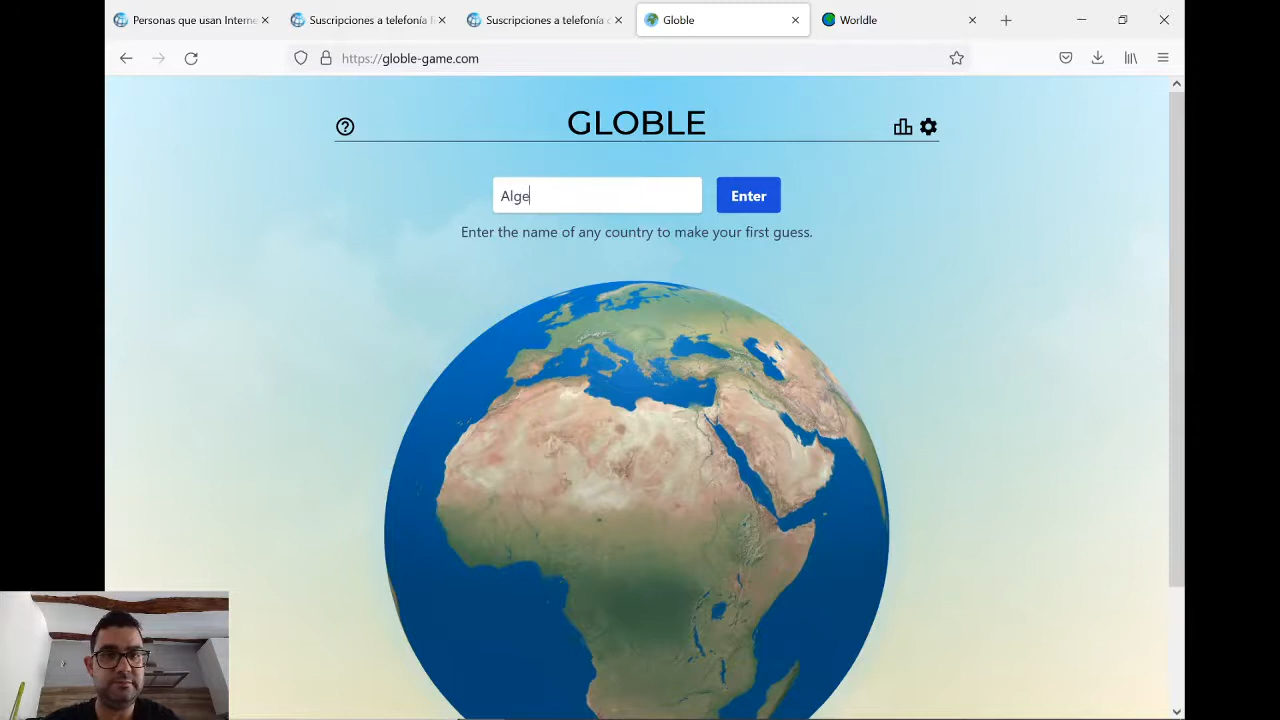 Personas que usan Interne
Suscripciones a telefonía f
Suscripciones a telefonía c
Globle
Worldle
https://globle-game.com
GLOBLE
Alge
Enter
Enter the name of any country to make your first guess.